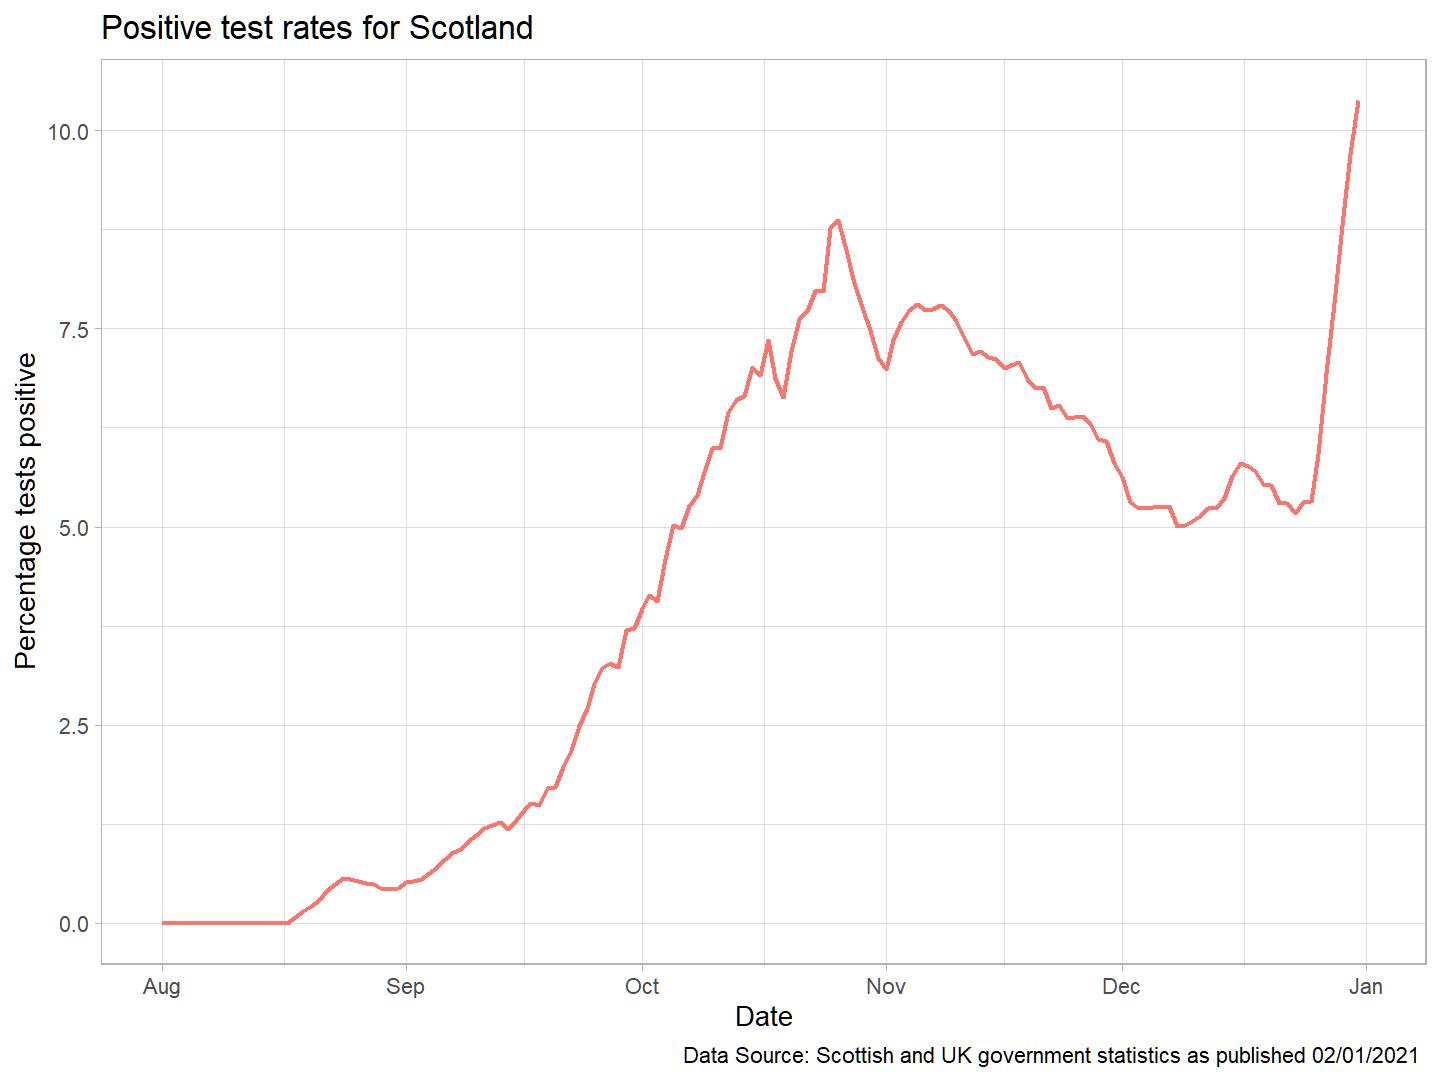 Positive test rates for Scotland
Percentage tests positive
10.0
7.5
5.0
2.5
0.0
Aug Sep Oct Nov Dec Jan
Date
Data Source: Scottish and UK government statistics as published 02/01/2021